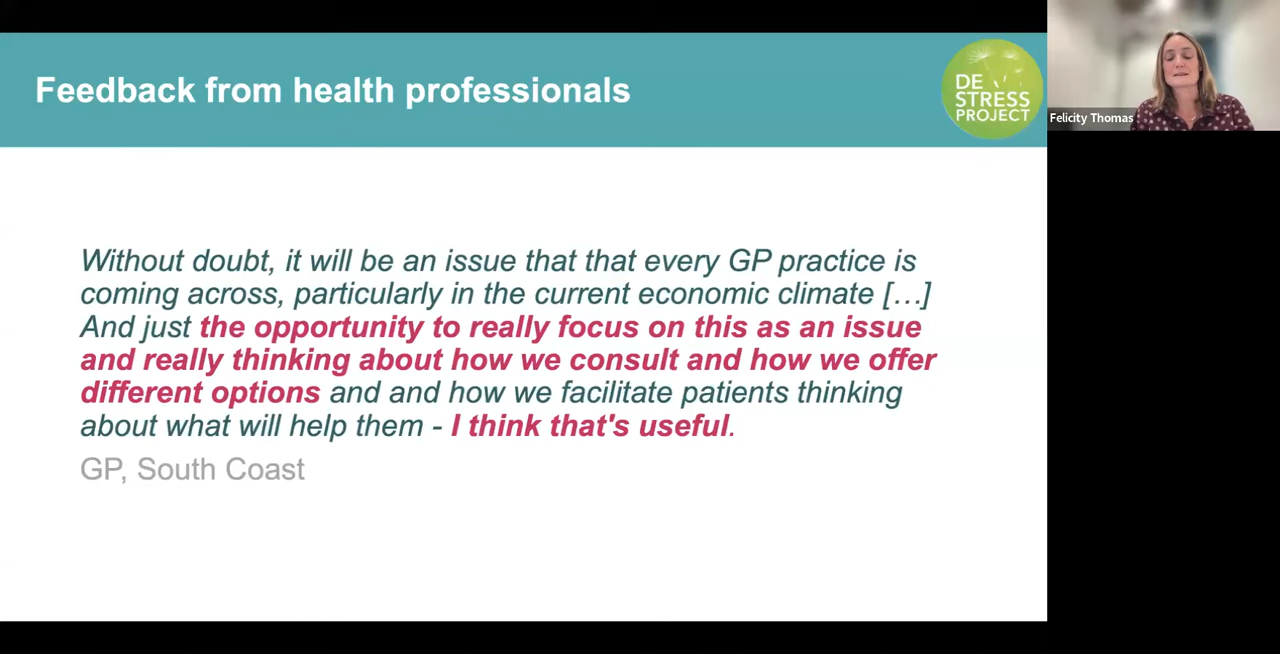 Feedback from health professionals
DE
STRESS
PROJECT
Felicity Thomas
Without doubt, it will be an issue that that every GP practice is
coming across, particularly in the current economic climate […]
And just the opportunity to really focus on this as an issue
and really thinking about how we consult and how we offer
different options and and how we facilitate patients thinking
about what will help them - I think that's useful.
GP, South Coast